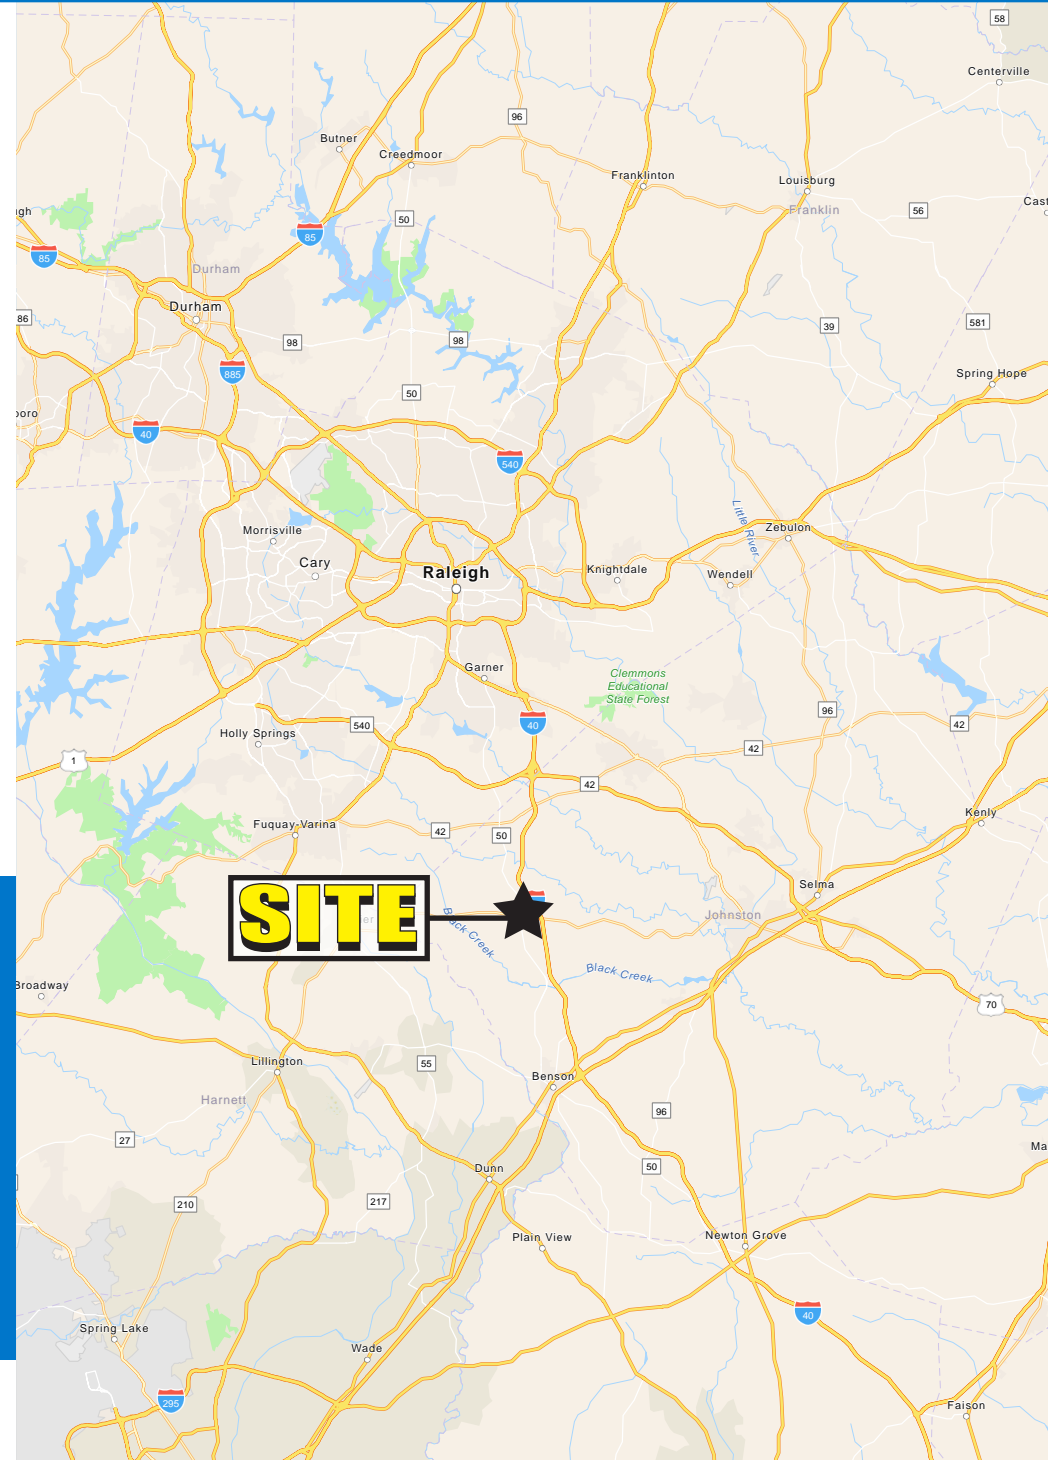 58
Centerville
96
Butner
Creedmoor
Franklinton
Louisburg
Franklin
56
50
85
85
Durham
Durham
86
98
98
39
581
885
Spring Hope
50
40
540
Little River
Morrisville
Zebulon
Cary
Raleigh
Knightdale
Wendell
Garner
Clemmons
Educational
State Forest
96
42
540
40
Holly Springs
42
1
42
Kenly
Fuquay-Varina
42
50
Selma
SITE
Johnston
Black Creek
Black Creek
Broadway
70
Lillington
55
Benson
Harnett
96
27
50
Dunn
217
210
Plain View
Newton Grove
40
Spring Lake
Wade
295
Faison